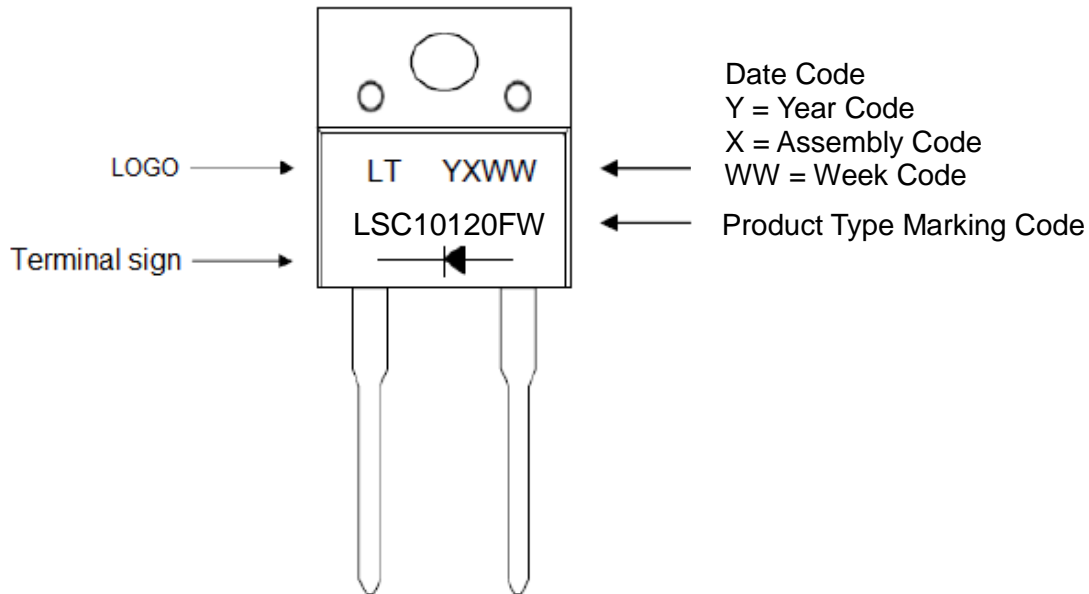 Date Code
Y = Year Code
X = Assembly Code
WW = Week Code
LOGO
LT YXWW
LSC10120FW
Product Type Marking Code
Terminal sign